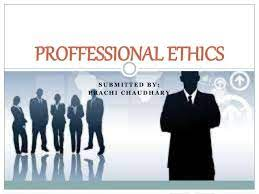 PROFFESSIONAL ETHICS
SUBMITTED BY:
PRACHI CHAUDHARY